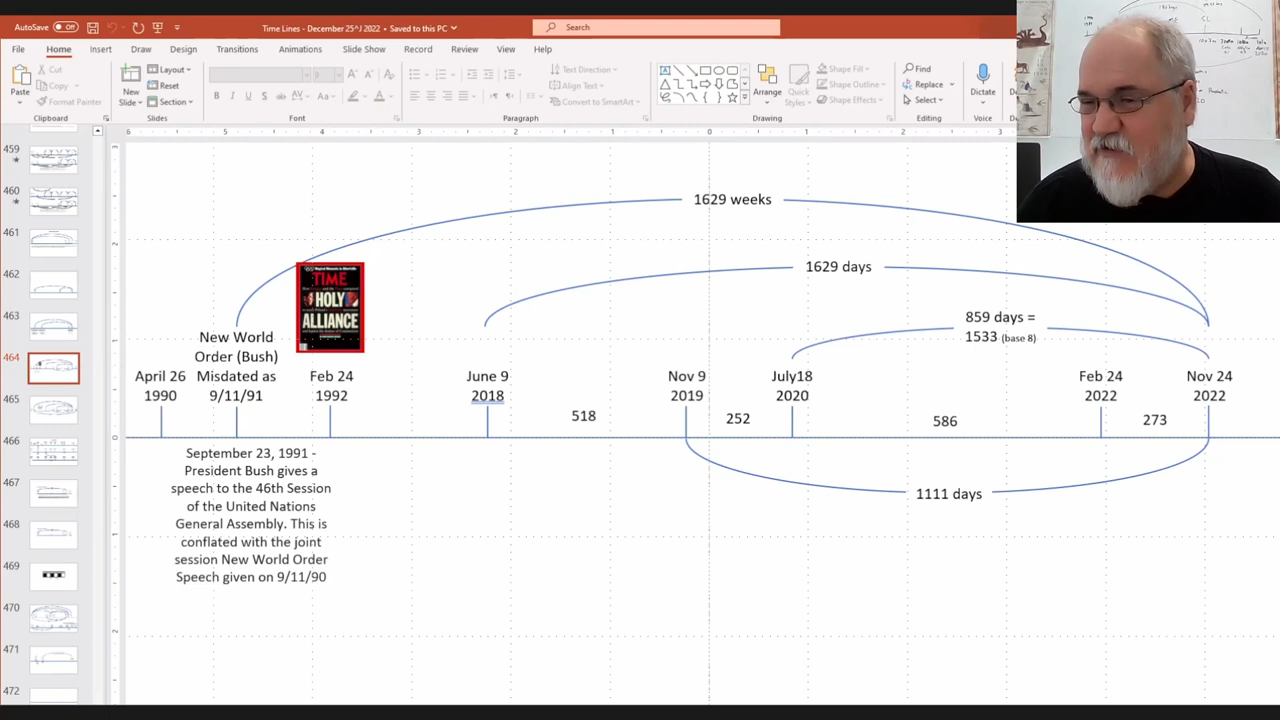 AutoSave Off
Time Lines - December 25^J 2022 • Saved to this PC
Search
File Home Insert Draw Design Transitions Animations Slide Show Record Review View Help
Paste
Cut
Copy
Format Painter
Clipboard
New
Slide
Layout
Reset
Section
Slides
Font
Paragraph
Text Direction
Align Text
Convert to SmartArt
Arrange
Quick
Styles
Shape Fill
Shape Outline
Shape Effects
Drawing
Find
Replace
Select
Editing
Dictate
Voice
459
460
461
462
463
464
465
466
467
468
469
470
471
472
1629 weeks
1629 days
859 days =
1533 (base 8)
TIME
HOLY
ALLIANCE
New World
Order (Bush)
Misdated as
9/11/91
April 26
1990
Feb 24
1992
June 9
2018
Nov 9
2019
July18
2020
Feb 24
2022
Nov 24
2022
518
252
586
273
1111 days
September 23, 1991 -
President Bush gives a
speech to the 46th Session
of the United Nations
General Assembly. This is
conflated with the joint
session New World Order
Speech given on 9/11/90